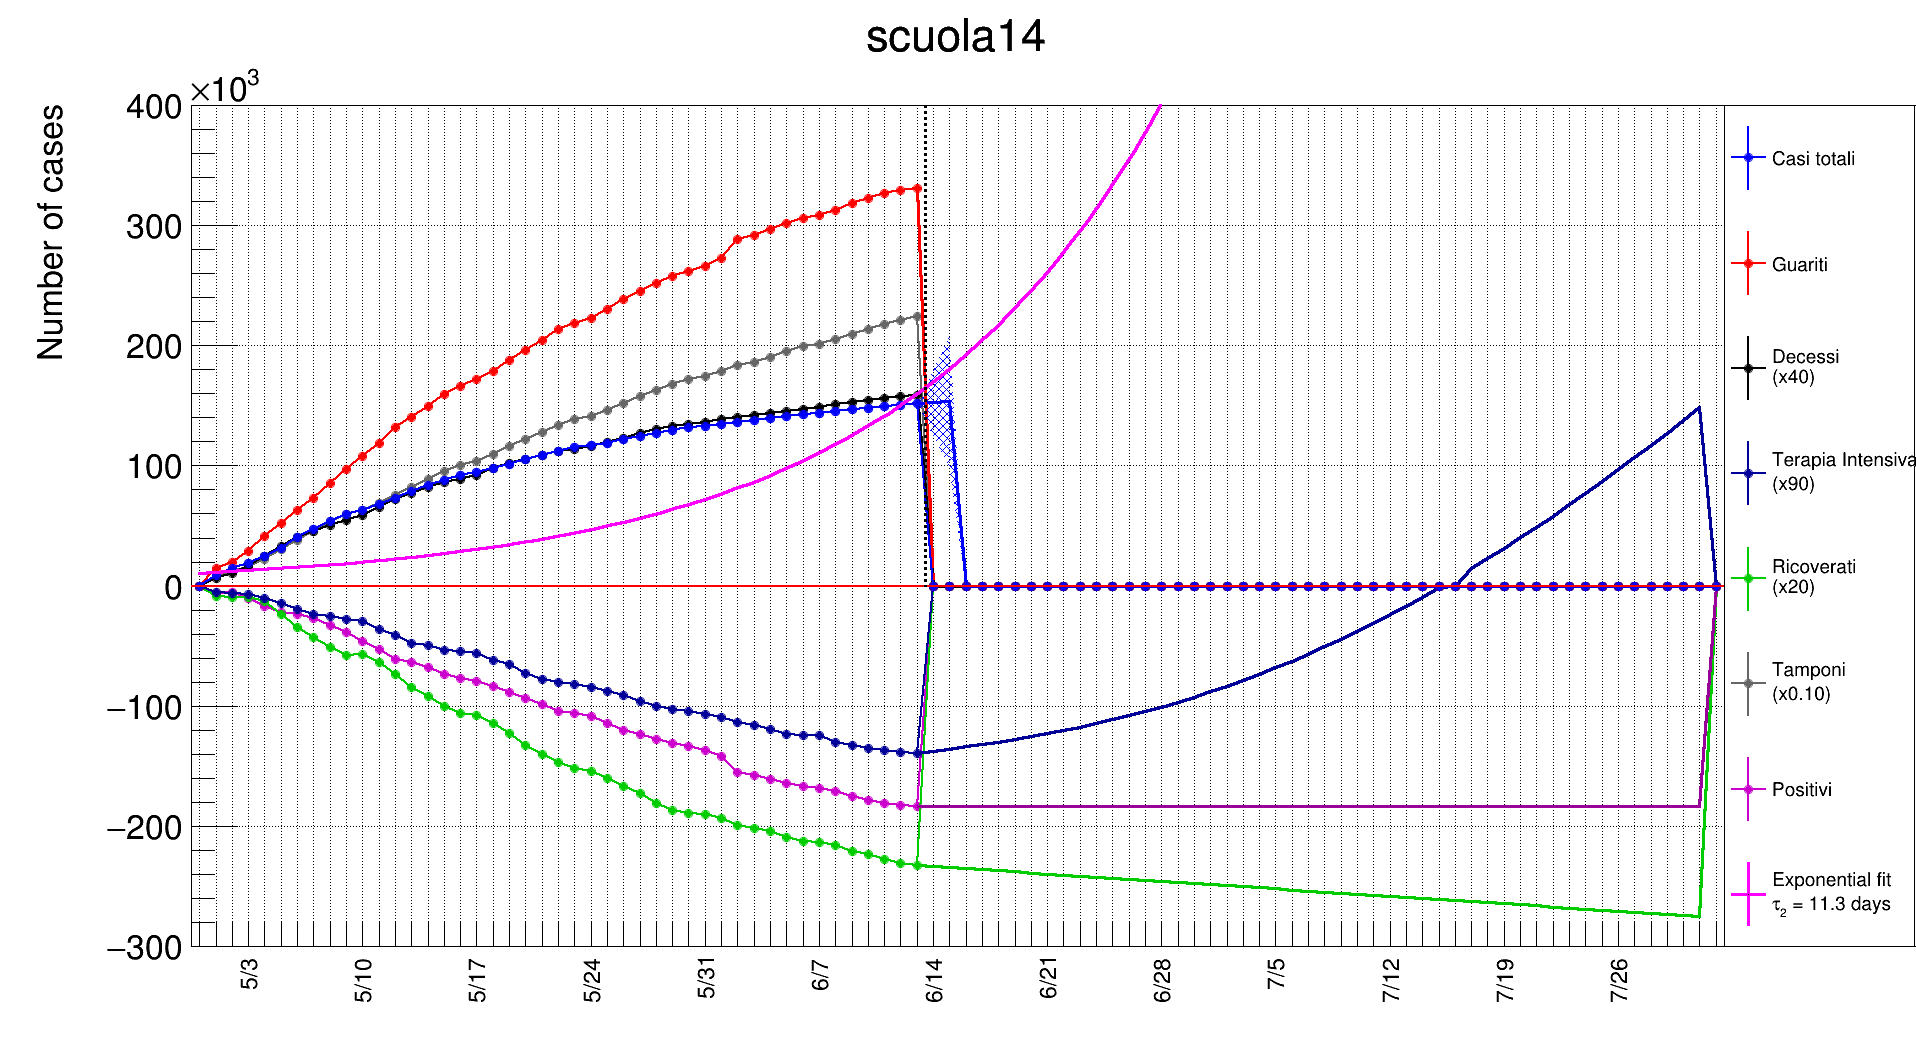 scuola14
×10³
Number of cases
400
300
200
100
0
−100
−200
−300
5/3
5/10
5/17
5/24
5/31
6/7
6/14
6/21
6/28
7/5
7/12
7/19
7/26
Casi totali
Guariti
Decessi
(x40)
Terapia Intensiva
(x90)
Ricoverati
(x20)
Tamponi
(x0.10)
Positivi
Exponential fit
τ₂ = 11.3 days